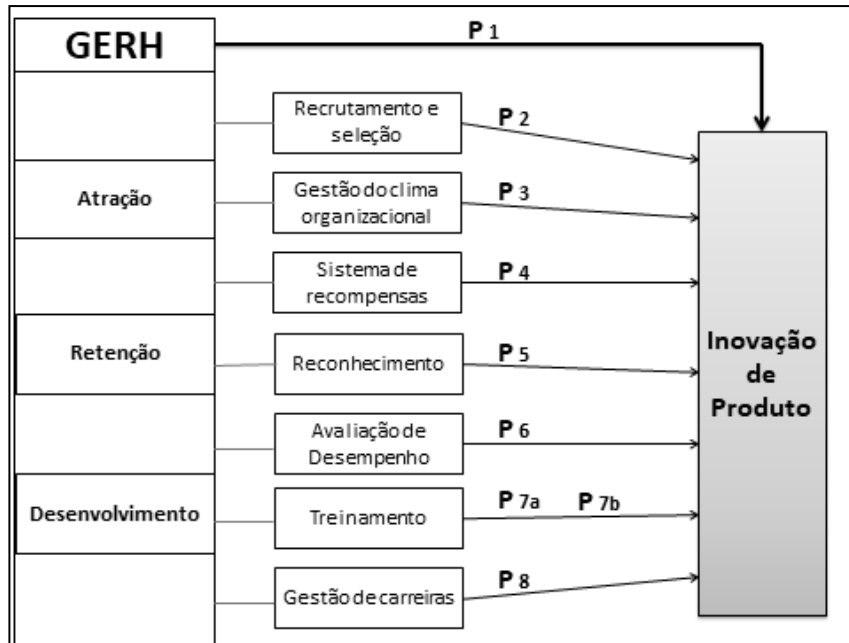 GERH
P 1
Recrutamento e
seleção
P 2
Atração
Gestão do clima
organizacional
P 3
Sistema de
recompensas
P 4
Retenção
Reconhecimento
P 5
Inovação
de
Produto
Avaliação de
Desempenho
P 6
Desenvolvimento
Treinamento
P 7a P 7b
Gestão de carreiras
P 8